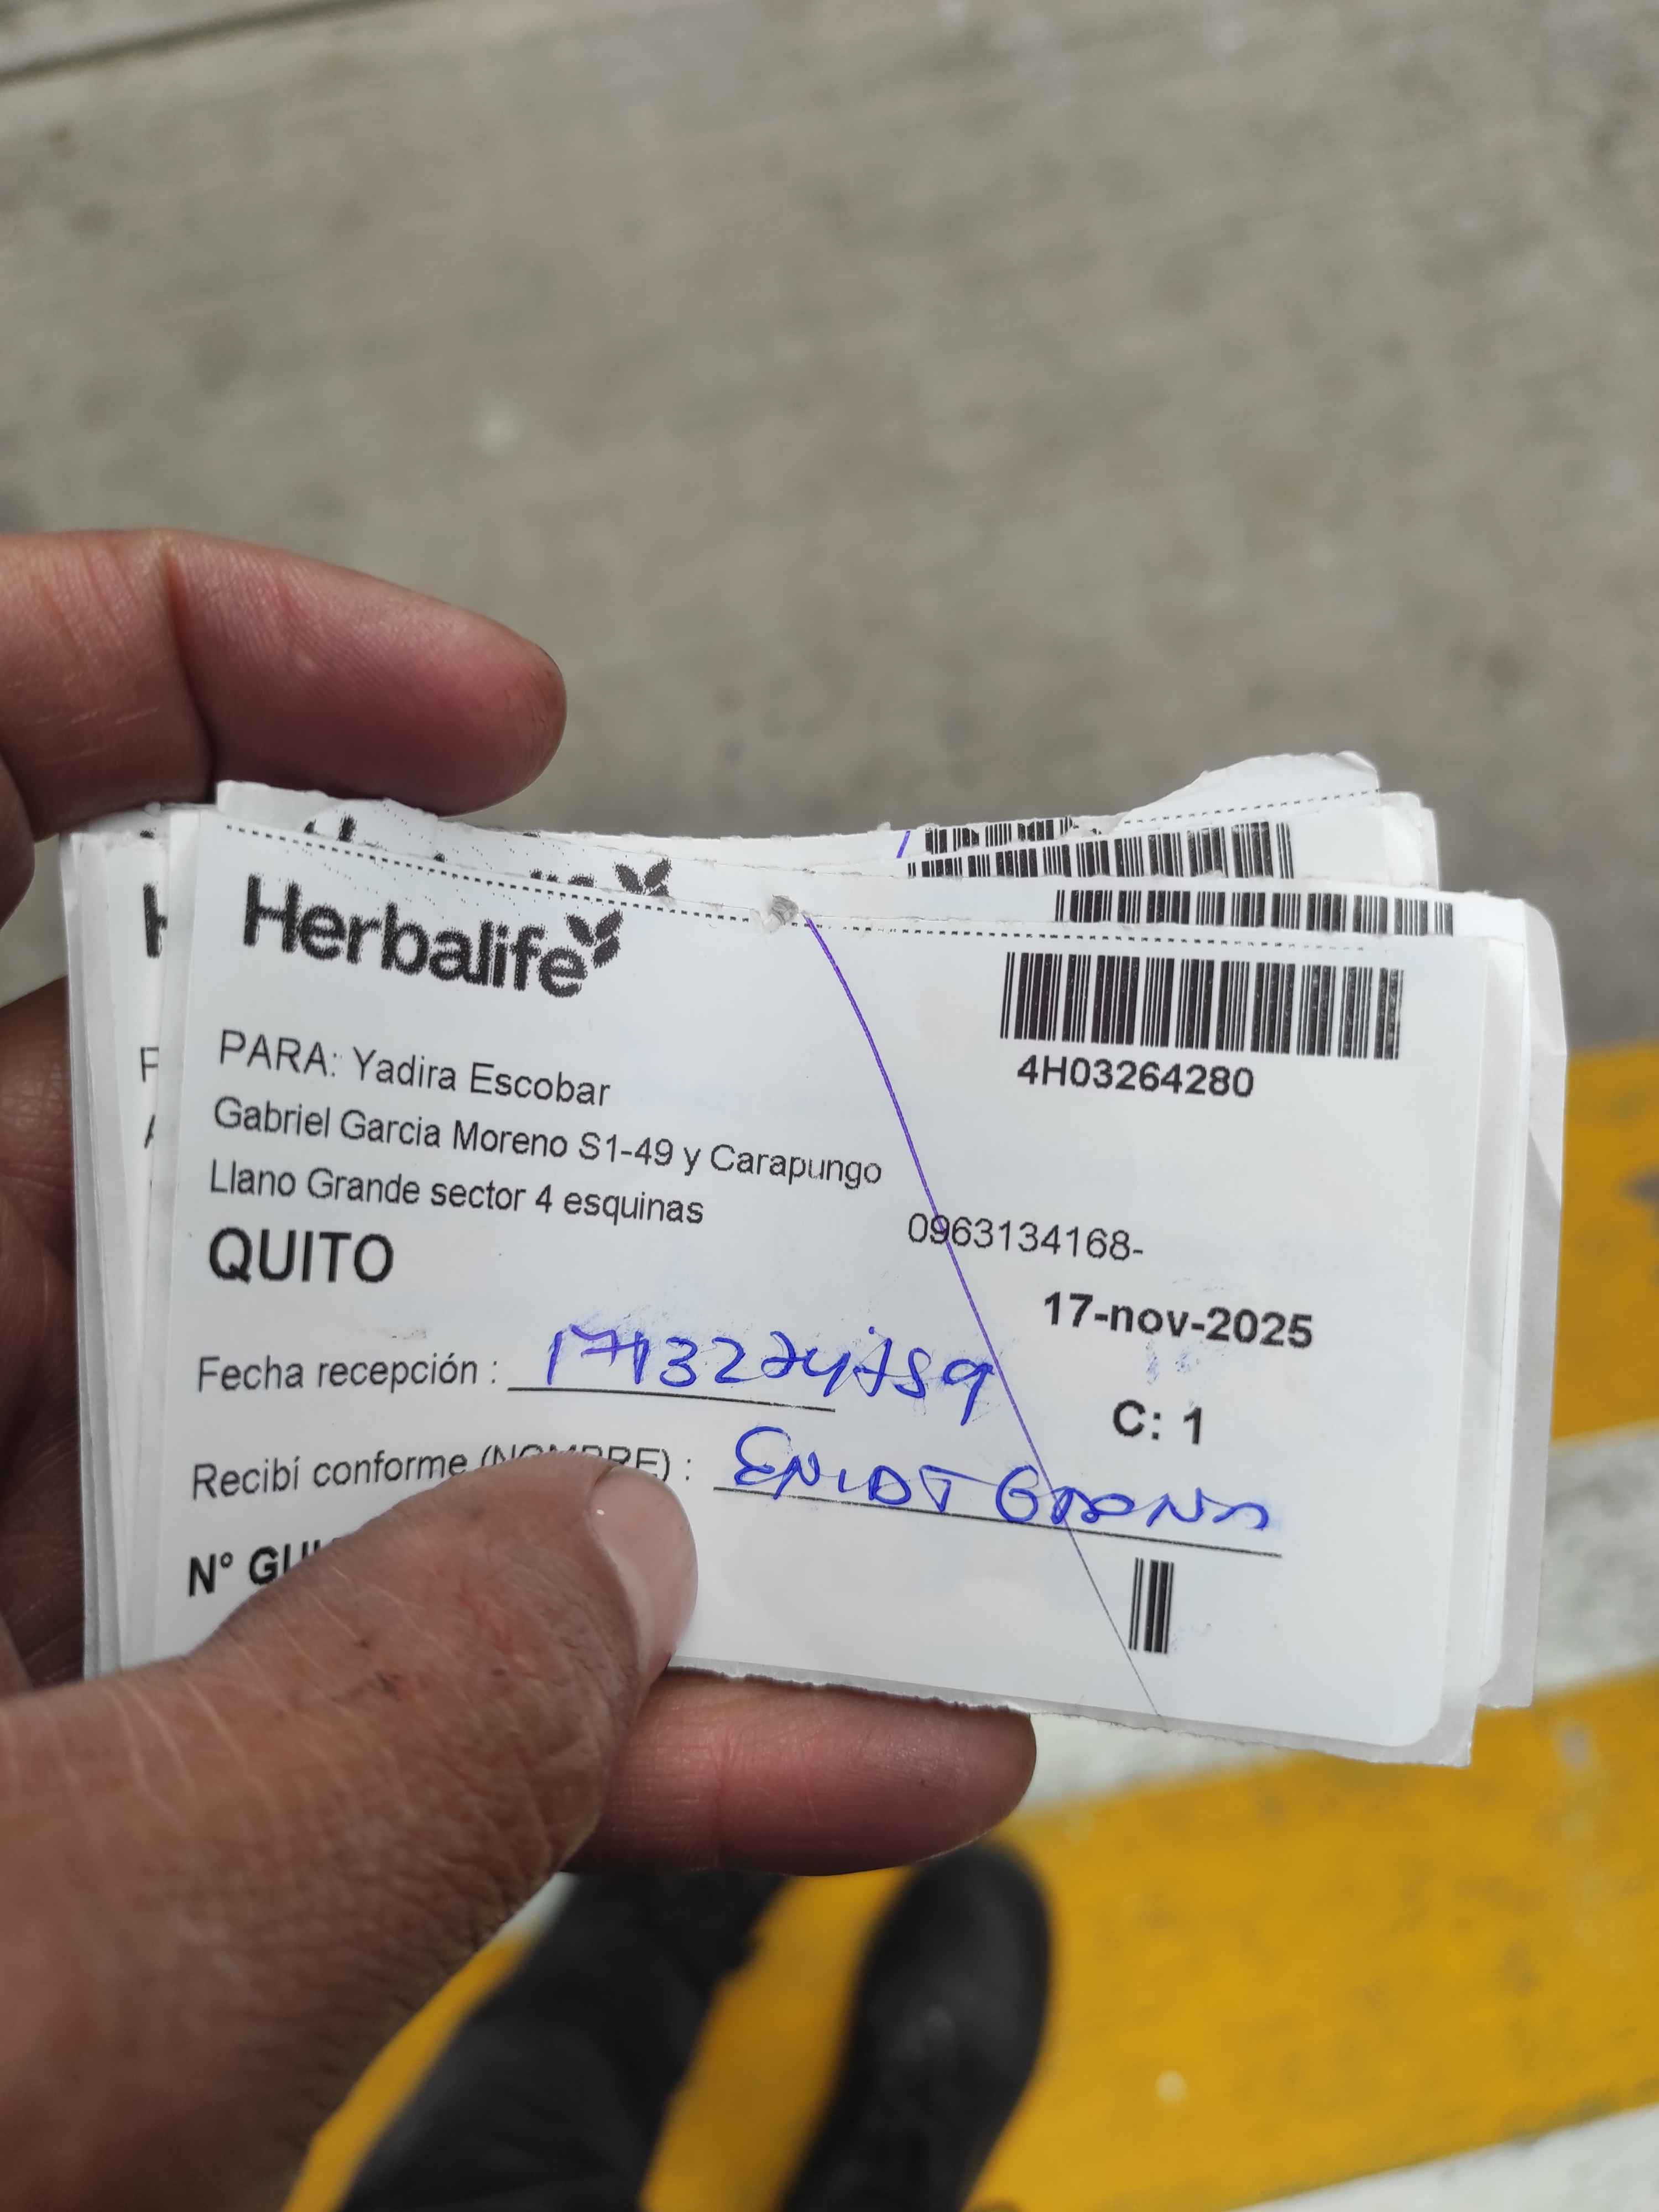 Herbalife
4H03264280
PARA: Yadira Escobar
Gabriel Garcia Moreno S1-49 y Carapungo
Llano Grande sector 4 esquinas
0963134168-
QUITO
17-nov-2025
Fecha recepción :
C: 1
Recibí conforme (NOMBRE) :
N°